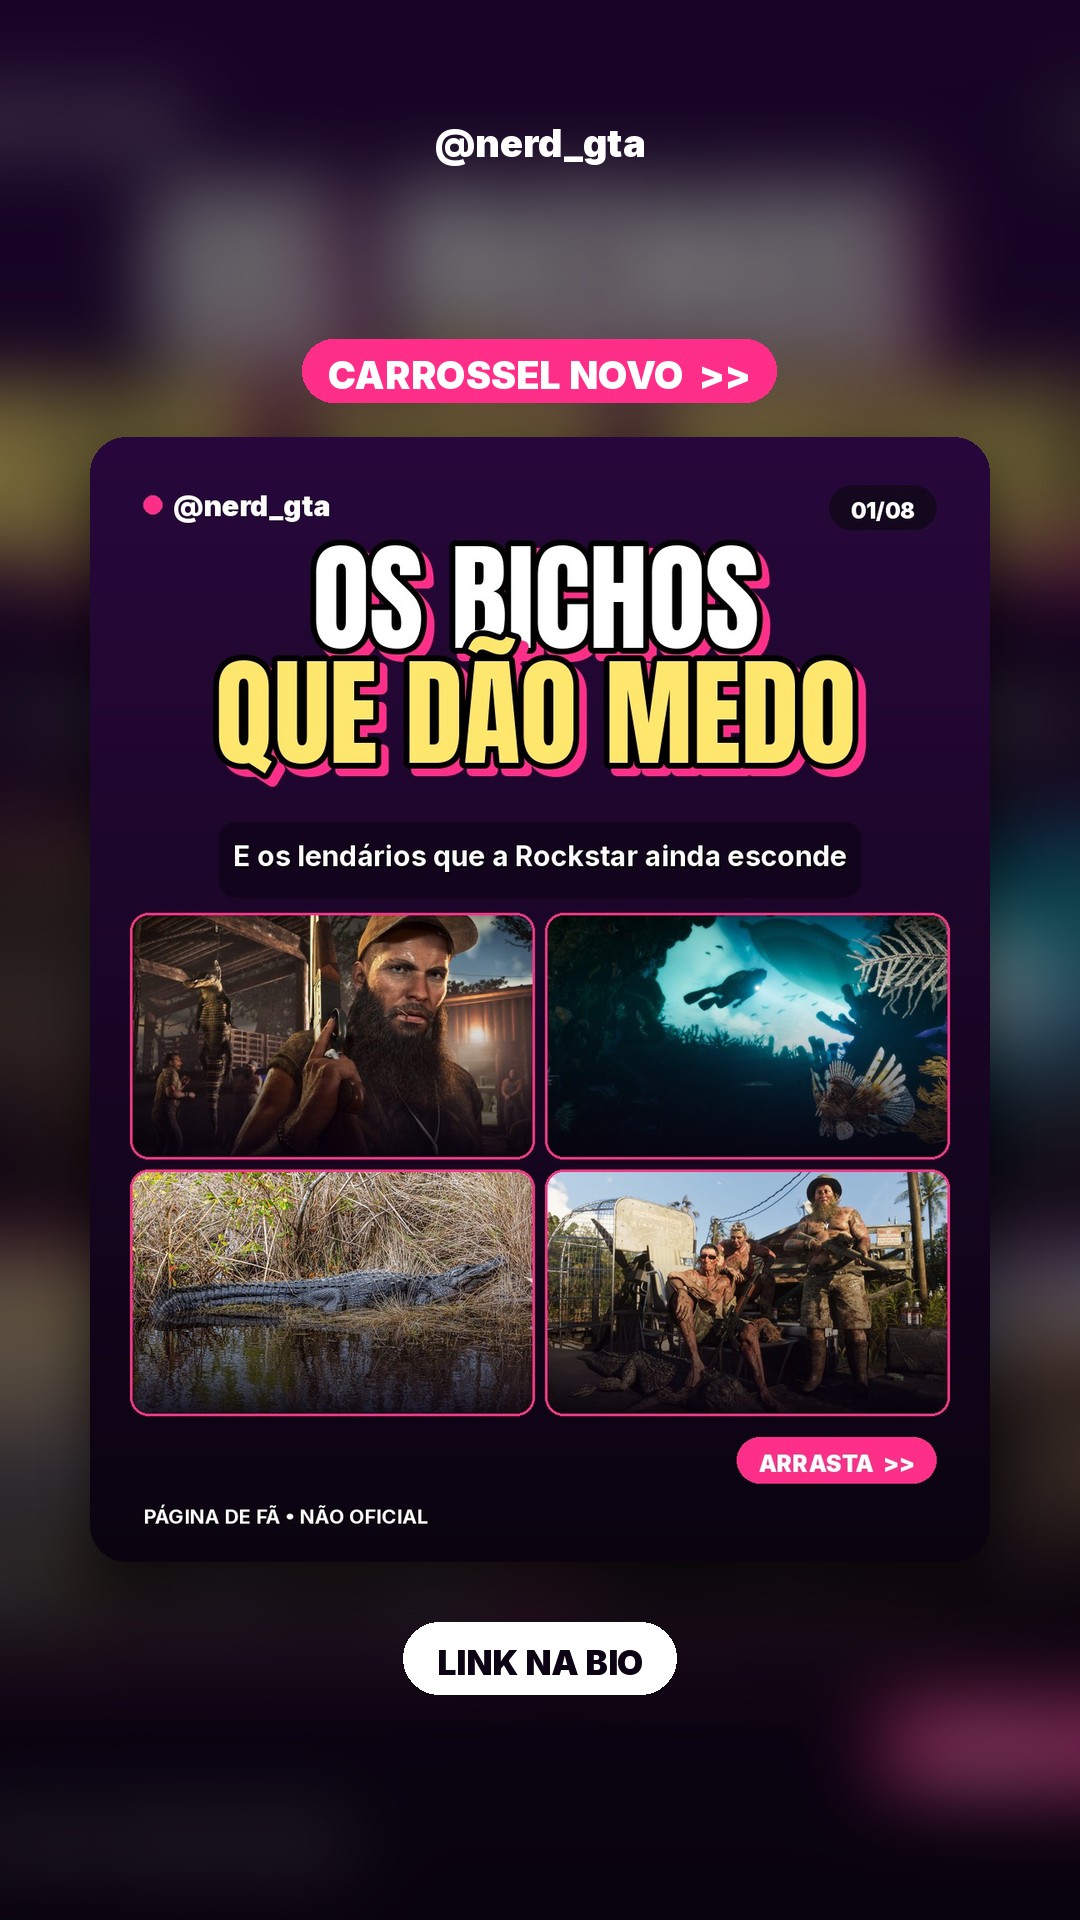 @nerd_gta
CARROSSEL NOVO >>
@nerd_gta
01/08
OS BICHOS
QUE DÃO MEDO
E os lendários que a Rockstar ainda esconde
ARRASTA >>
PÁGINA DE FÃ • NÃO OFICIAL
LINK NA BIO